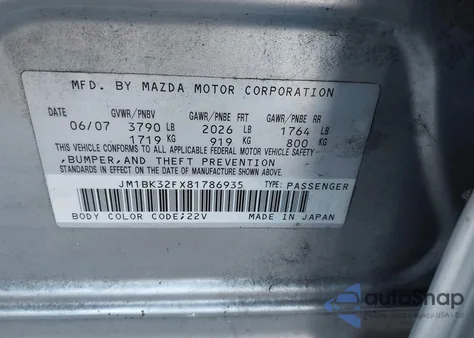 MFD. BY MAZDA MOTOR CORPORATION
DATE GVWR/PNBV GAWR/PNBE FRT GAWR/PNBE RR
06/07 3790 LB 2026 LB 1764 LB
1719 KG 919 KG 800 KG
THIS VEHICLE CONFORMS TO ALL APPLICABLE FEDERAL MOTOR VEHICLE SAFETY
,BUMPER,AND THEFT PREVENTION
STANDARDS IN EFFECT ON THE DATE OF MANUFACTURE SHOWN ABOVE.
JM1BK32FX81786935 TYPE: PASSENGER
BODY COLOR CODE;22V MADE IN JAPAN
autoSnap